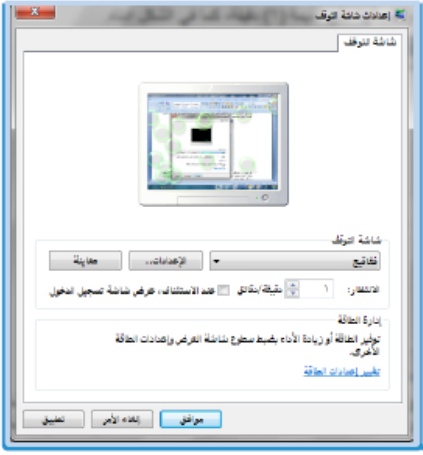 إعدادات شاشة التوقف
شاشة التوقف
شاشة التوقف
فقاقيع
الإعدادات...
معاينة
الانتظار: ١ دقيقة/دقائق عند الاستئناف، عرض شاشة تسجيل الدخول
إدارة الطاقة
توفير الطاقة أو زيادة الأداء بضبط سطوع شاشة العرض وإعدادات الطاقة
الأخرى.
تغيير إعدادات الطاقة
موافق
إلغاء الأمر
تطبيق